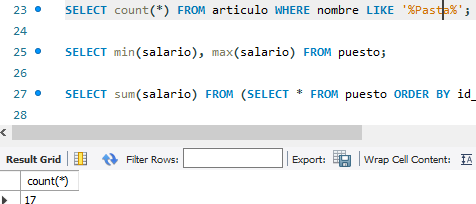 23 SELECT count(*) FROM articulo WHERE nombre LIKE '%Pasta%';
24
25 SELECT min(salario), max(salario) FROM puesto;
26
27 SELECT sum(salario) FROM (SELECT * FROM puesto ORDER BY id_
28
Result Grid Filter Rows: Export: Wrap Cell Content: IA
count(*)
17